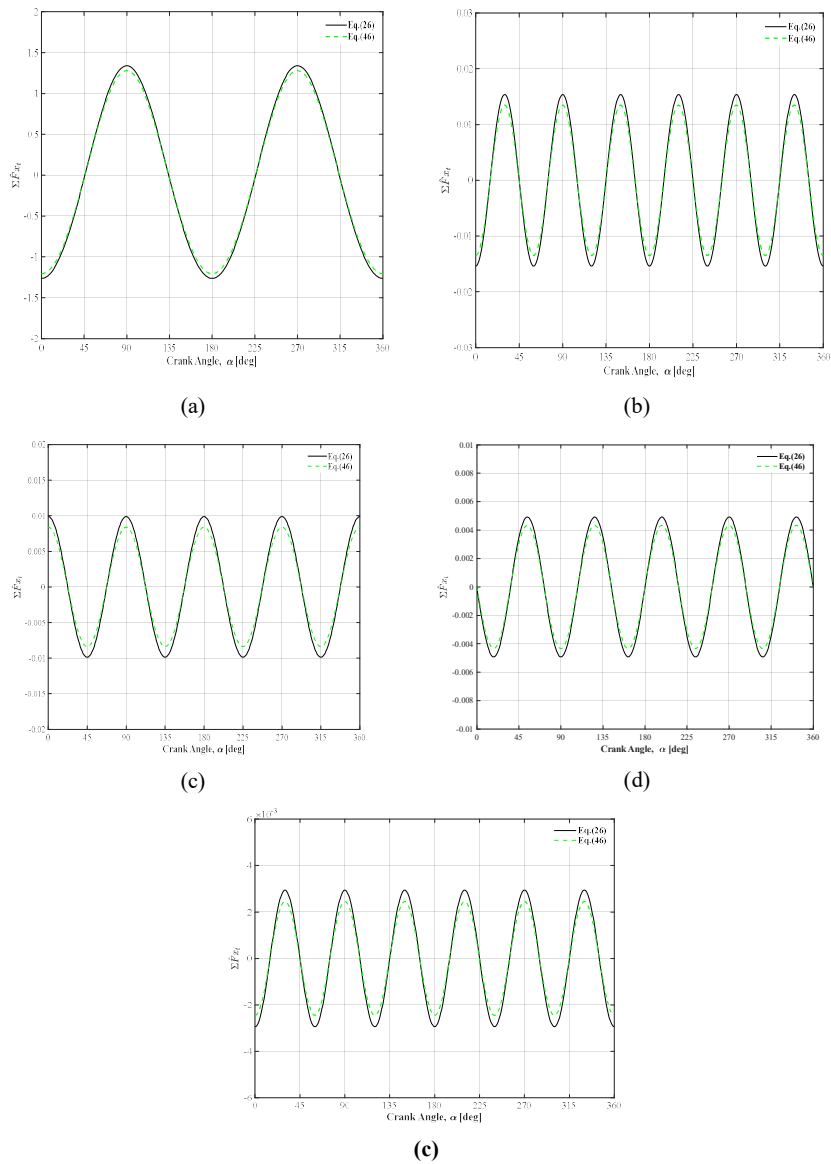 2
1.5
1
0.5
0
-0.5
-1
-1.5
-2
ΣF̂x_t
Eq.(26)
Eq.(46)
0 45 90 135 180 225 270 315 360
Crank Angle, α [deg]
(a)
0.03
0.02
0.01
0
-0.01
-0.02
-0.03
ΣF̂x_t
Eq.(26)
Eq.(46)
0 45 90 135 180 225 270 315 360
Crank Angle, α [deg]
(b)
0.02
0.015
0.01
0.005
0
-0.005
-0.01
-0.015
-0.02
ΣF̂x_t
Eq.(26)
Eq.(46)
0 45 90 135 180 225 270 315 360
Crank Angle, α [deg]
(c)
0.01
0.008
0.006
0.004
0.002
0
-0.002
-0.004
-0.006
-0.008
-0.01
ΣF̂x_t
Eq.(26)
Eq.(46)
0 45 90 135 180 225 270 315 360
Crank Angle, α [deg]
(d)
×10⁻³
6
4
2
0
-2
-4
-6
ΣF̂x_t
Eq.(26)
Eq.(46)
0 45 90 135 180 225 270 315 360
Crank Angle, α [deg]
(c)